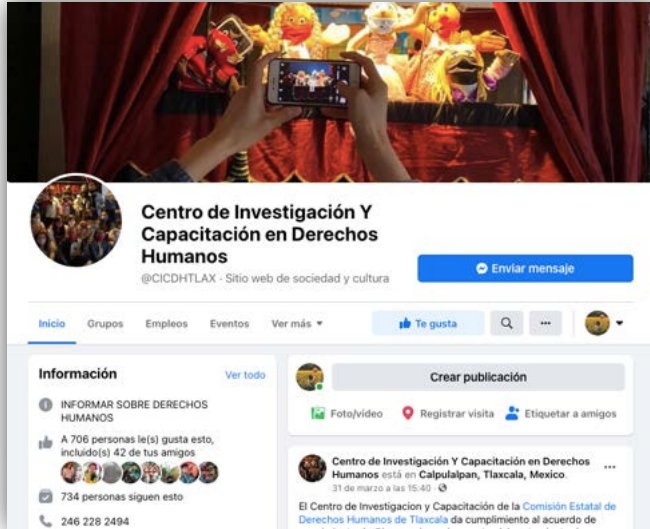 Centro de Investigación Y
Capacitación en Derechos
Humanos
@CICDHTLAX · Sitio web de sociedad y cultura
Enviar mensaje
Inicio Grupos Empleos Eventos Ver más
Te gusta
Información Ver todo
INFORMAR SOBRE DERECHOS
HUMANOS
A 706 personas le(s) gusta esto,
incluido(s) 42 de tus amigos
734 personas siguen esto
246 228 2494
Crear publicación
Foto/video Registrar visita Etiquetar a amigos
Centro de Investigación Y Capacitación en Derechos
Humanos está en Calpulalpan, Tlaxcala, Mexico.
31 de marzo a las 15:40 ·
El Centro de Investigacion y Capacitación de la Comisión Estatal de
Derechos Humanos de Tlaxcala da cumplimiento al acuerdo de